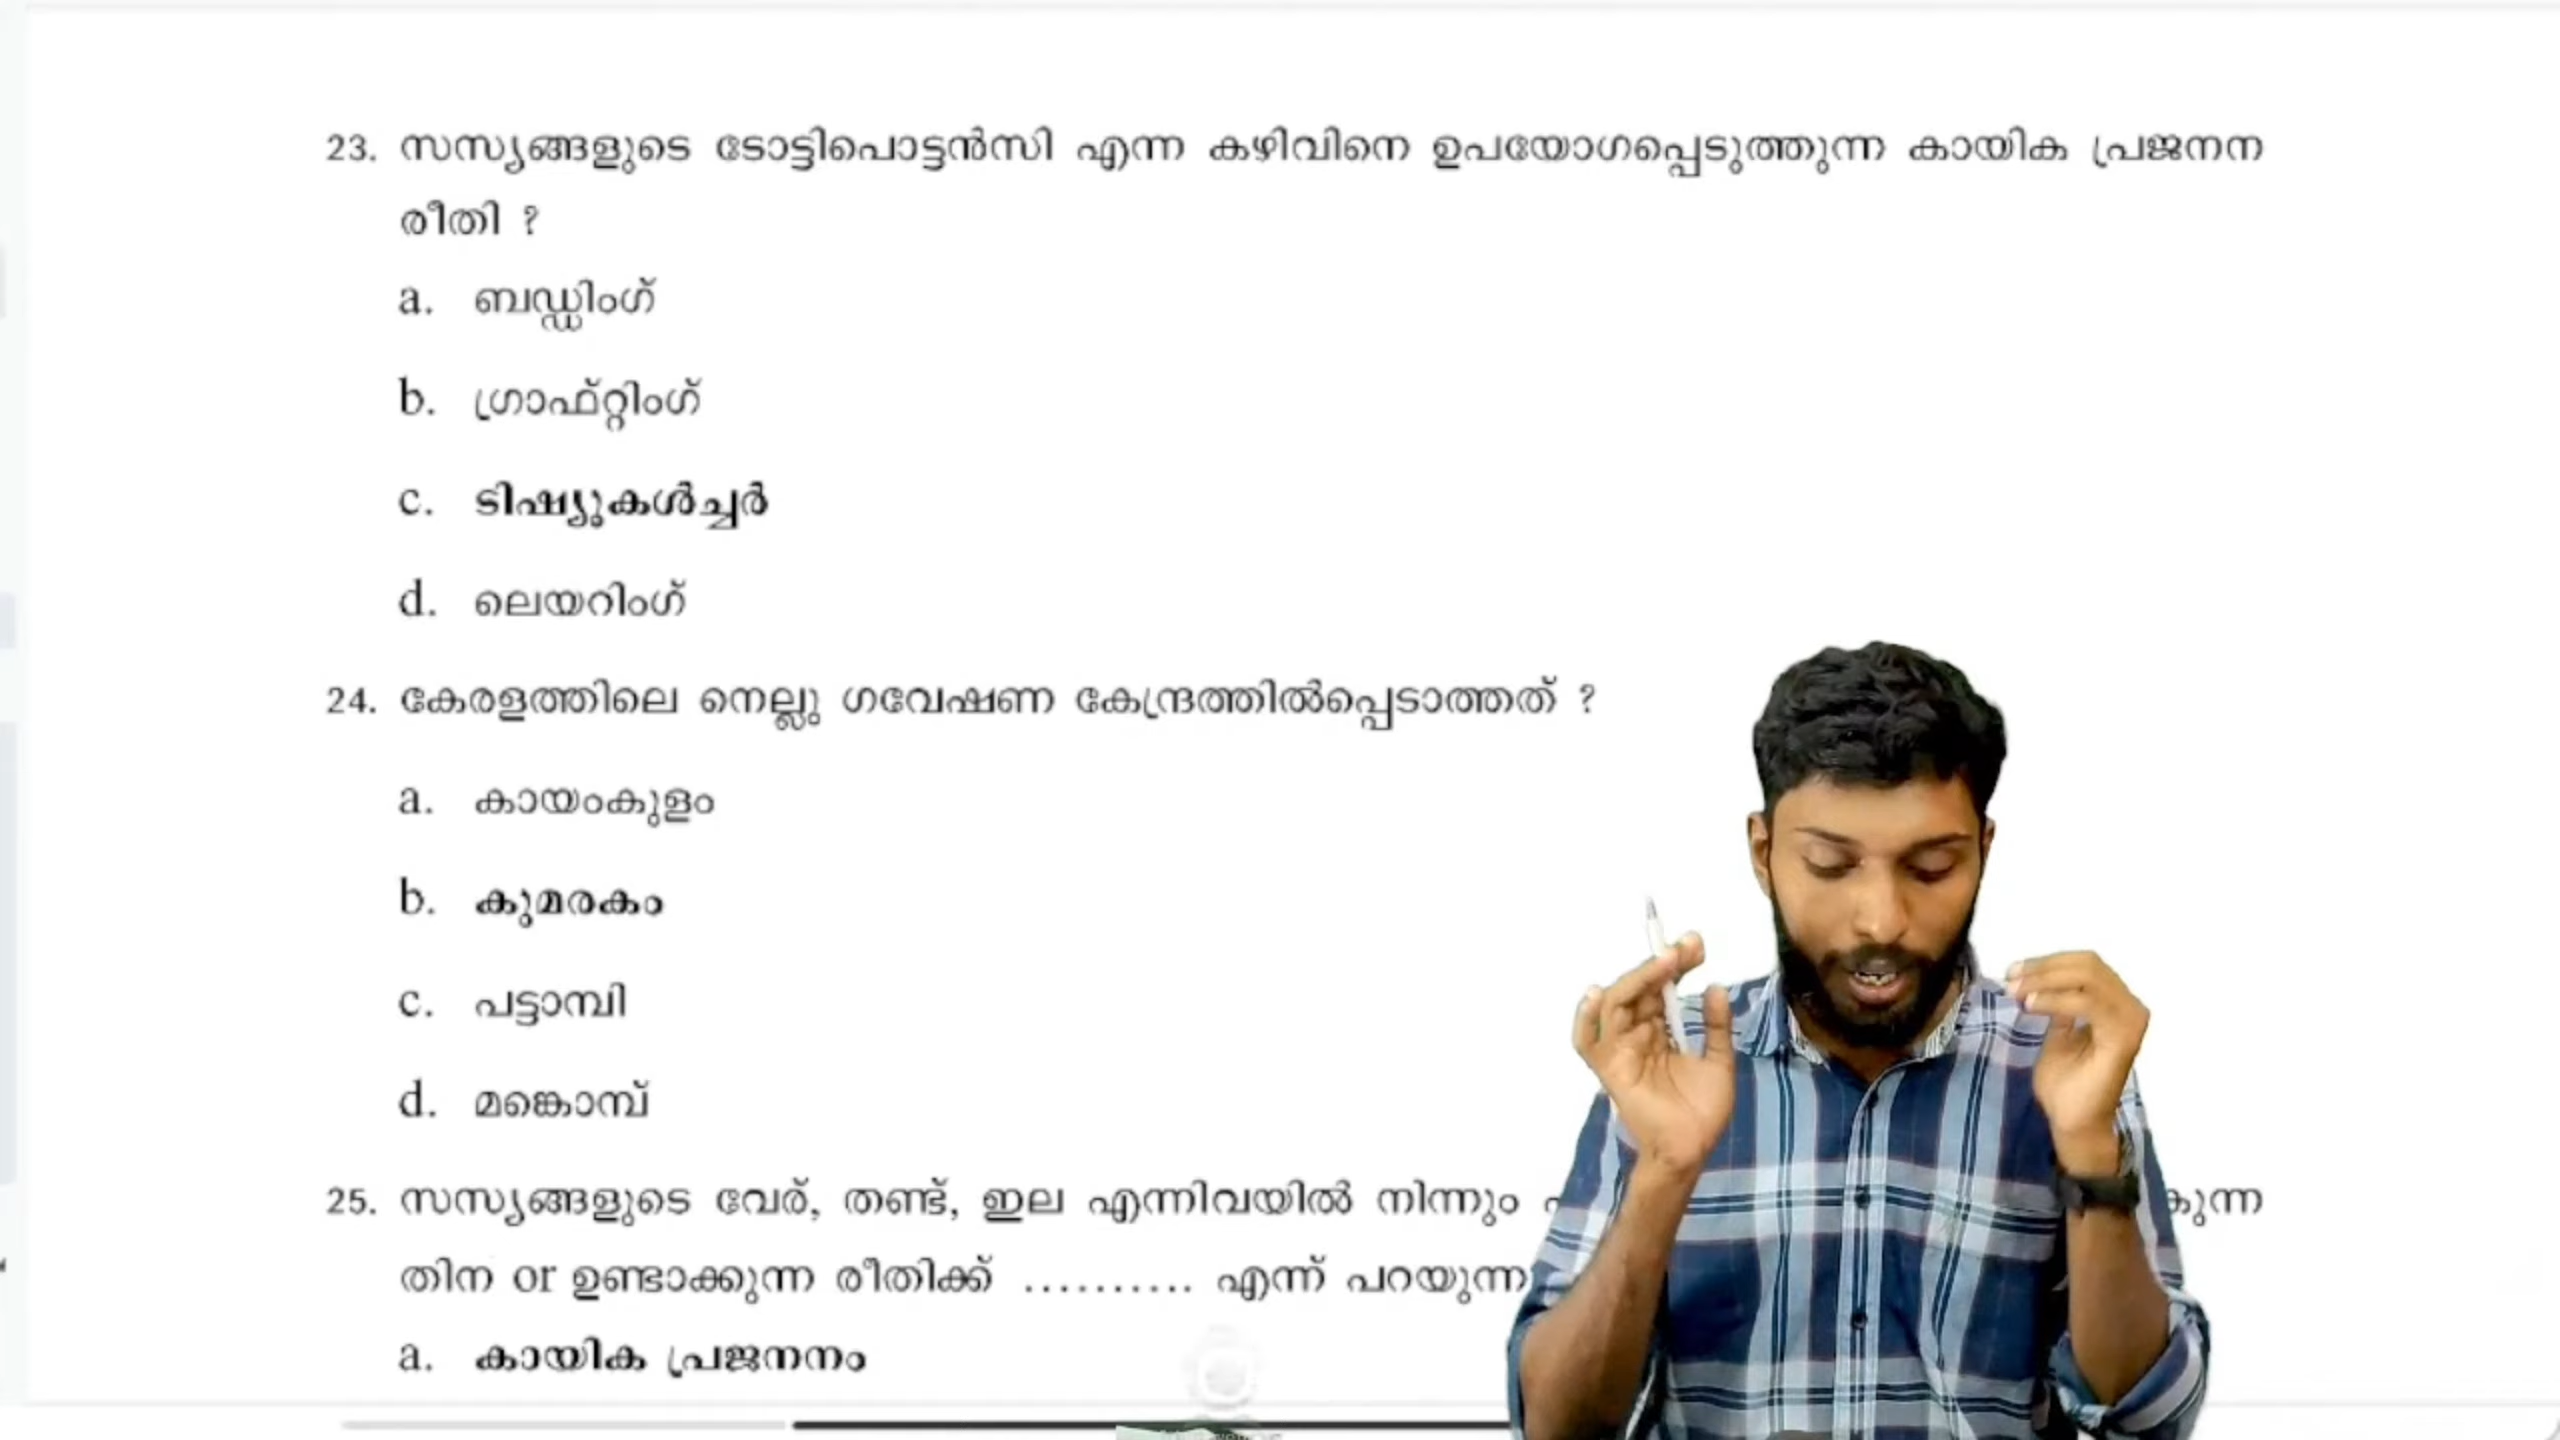 23. സസ്യങ്ങളുടെ ടോട്ടിപൊട്ടൻസി എന്ന കഴിവിനെ ഉപയോഗപ്പെടുത്തുന്ന കായിക പ്രജനന
രീതി ?
a. ബഡ്ഡിംഗ്
b. ഗ്രാഫ്റ്റിംഗ്
c. ടിഷ്യുകൾച്ചർ
d. ലെയറിംഗ്
24. കേരളത്തിലെ നെല്ലു ഗവേഷണ കേന്ദ്രത്തിൽപ്പെടാത്തത് ?
a. കായംകുളം
b. കുമരകം
c. പട്ടാമ്പി
d. മങ്കൊമ്പ്
25. സസ്യങ്ങളുടെ വേര്, തണ്ട്, ഇല എന്നിവയിൽ നിന്നും
തിന or ഉണ്ടാക്കുന്ന രീതിക്ക് .......... എന്ന് പറയുന്ന
a. കായിക പ്രജനനം